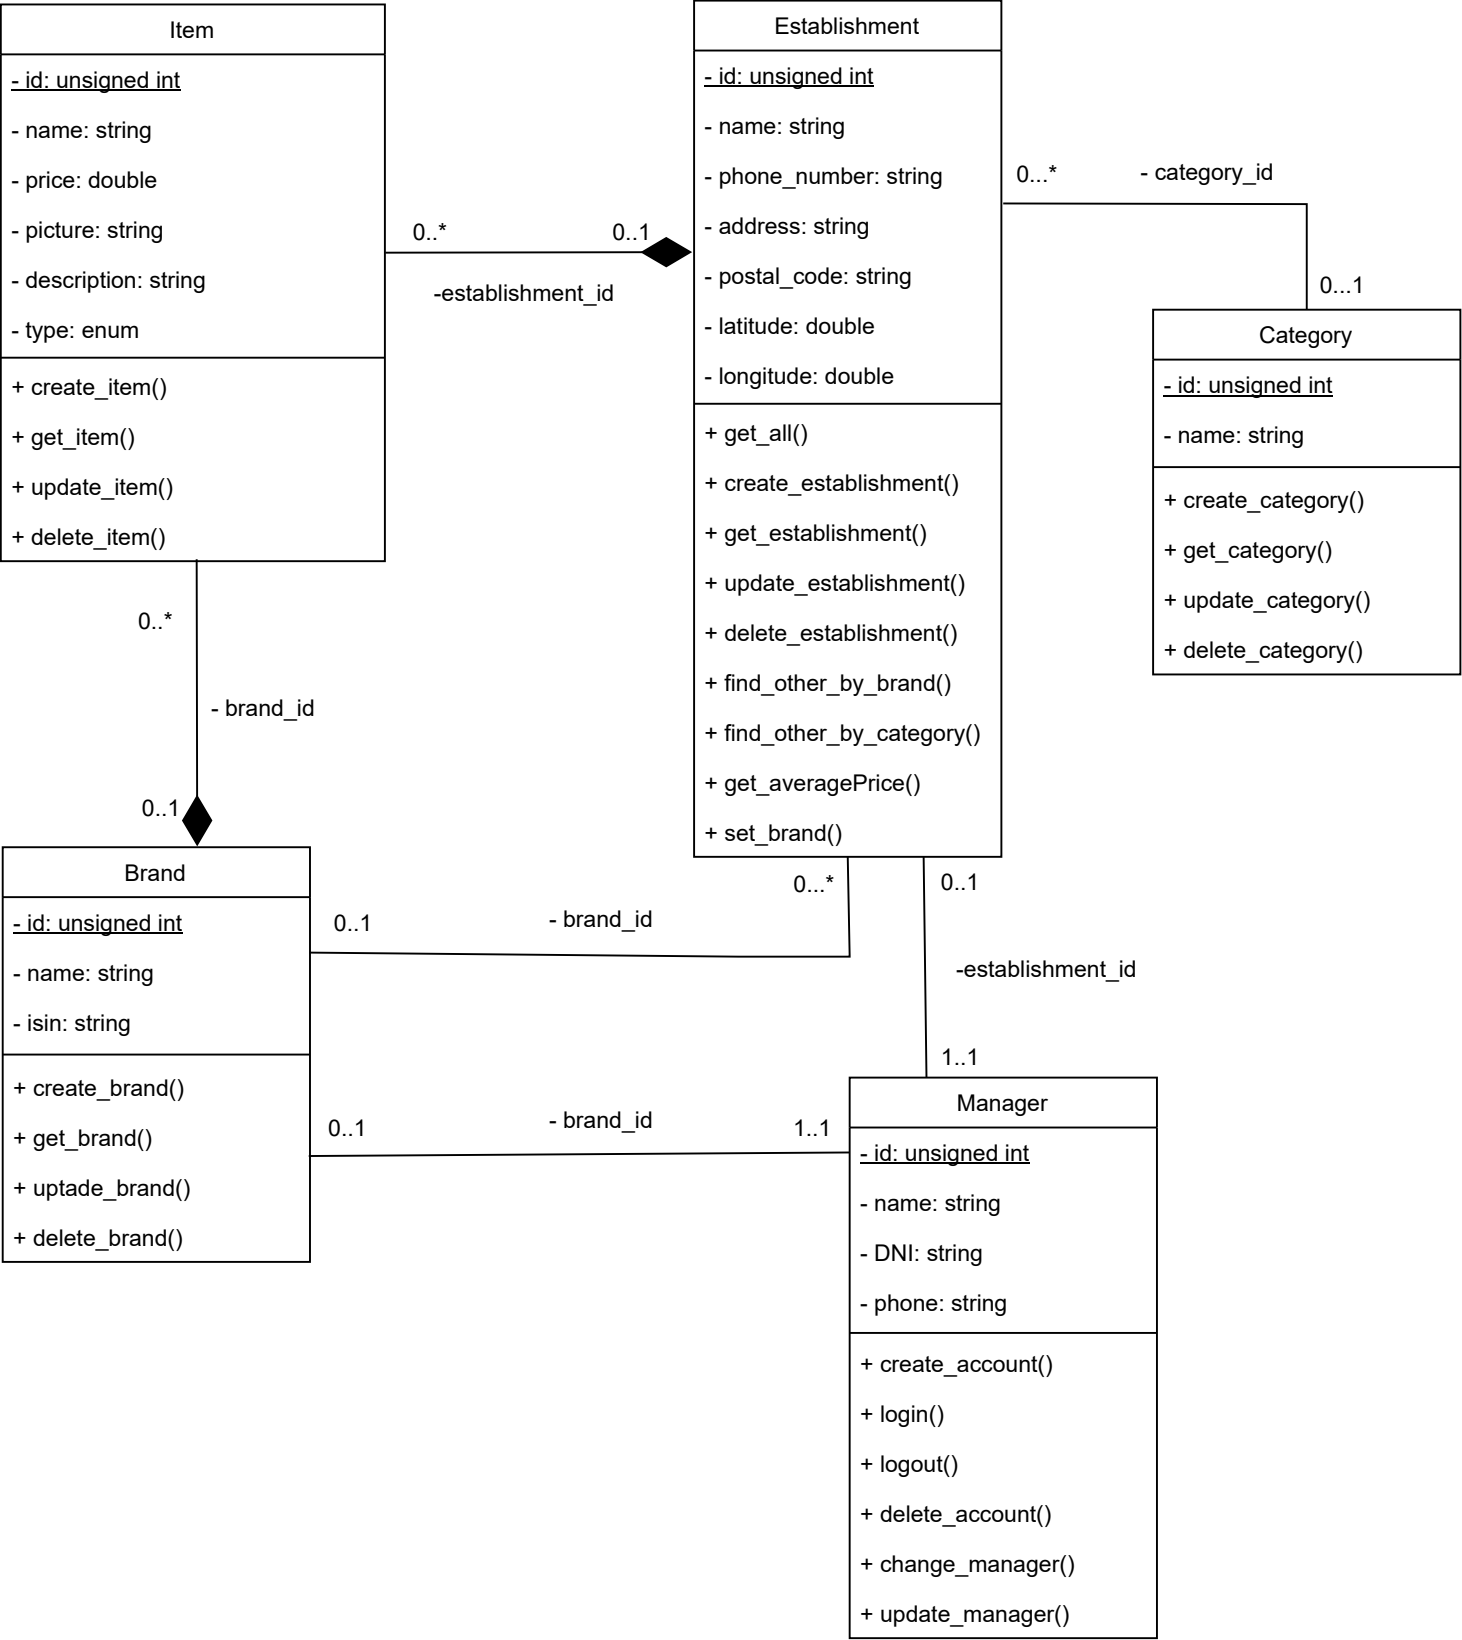 Item
- id: unsigned int
- name: string
- price: double
- picture: string
- description: string
- type: enum
+ create_item()
+ get_item()
+ update_item()
+ delete_item()
0..*
0..1
-establishment_id
Establishment
- id: unsigned int
- name: string
- phone_number: string
- address: string
- postal_code: string
- latitude: double
- longitude: double
+ get_all()
+ create_establishment()
+ get_establishment()
+ update_establishment()
+ delete_establishment()
+ find_other_by_brand()
+ find_other_by_category()
+ get_averagePrice()
+ set_brand()
0...*
- category_id
0...1
Category
- id: unsigned int
- name: string
+ create_category()
+ get_category()
+ update_category()
+ delete_category()
0..*
- brand_id
0..1
Brand
- id: unsigned int
- name: string
- isin: string
+ create_brand()
+ get_brand()
+ uptade_brand()
+ delete_brand()
0..1
- brand_id
0...*
0..1
-establishment_id
1..1
0..1
- brand_id
1..1
Manager
- id: unsigned int
- name: string
- DNI: string
- phone: string
+ create_account()
+ login()
+ logout()
+ delete_account()
+ change_manager()
+ update_manager()